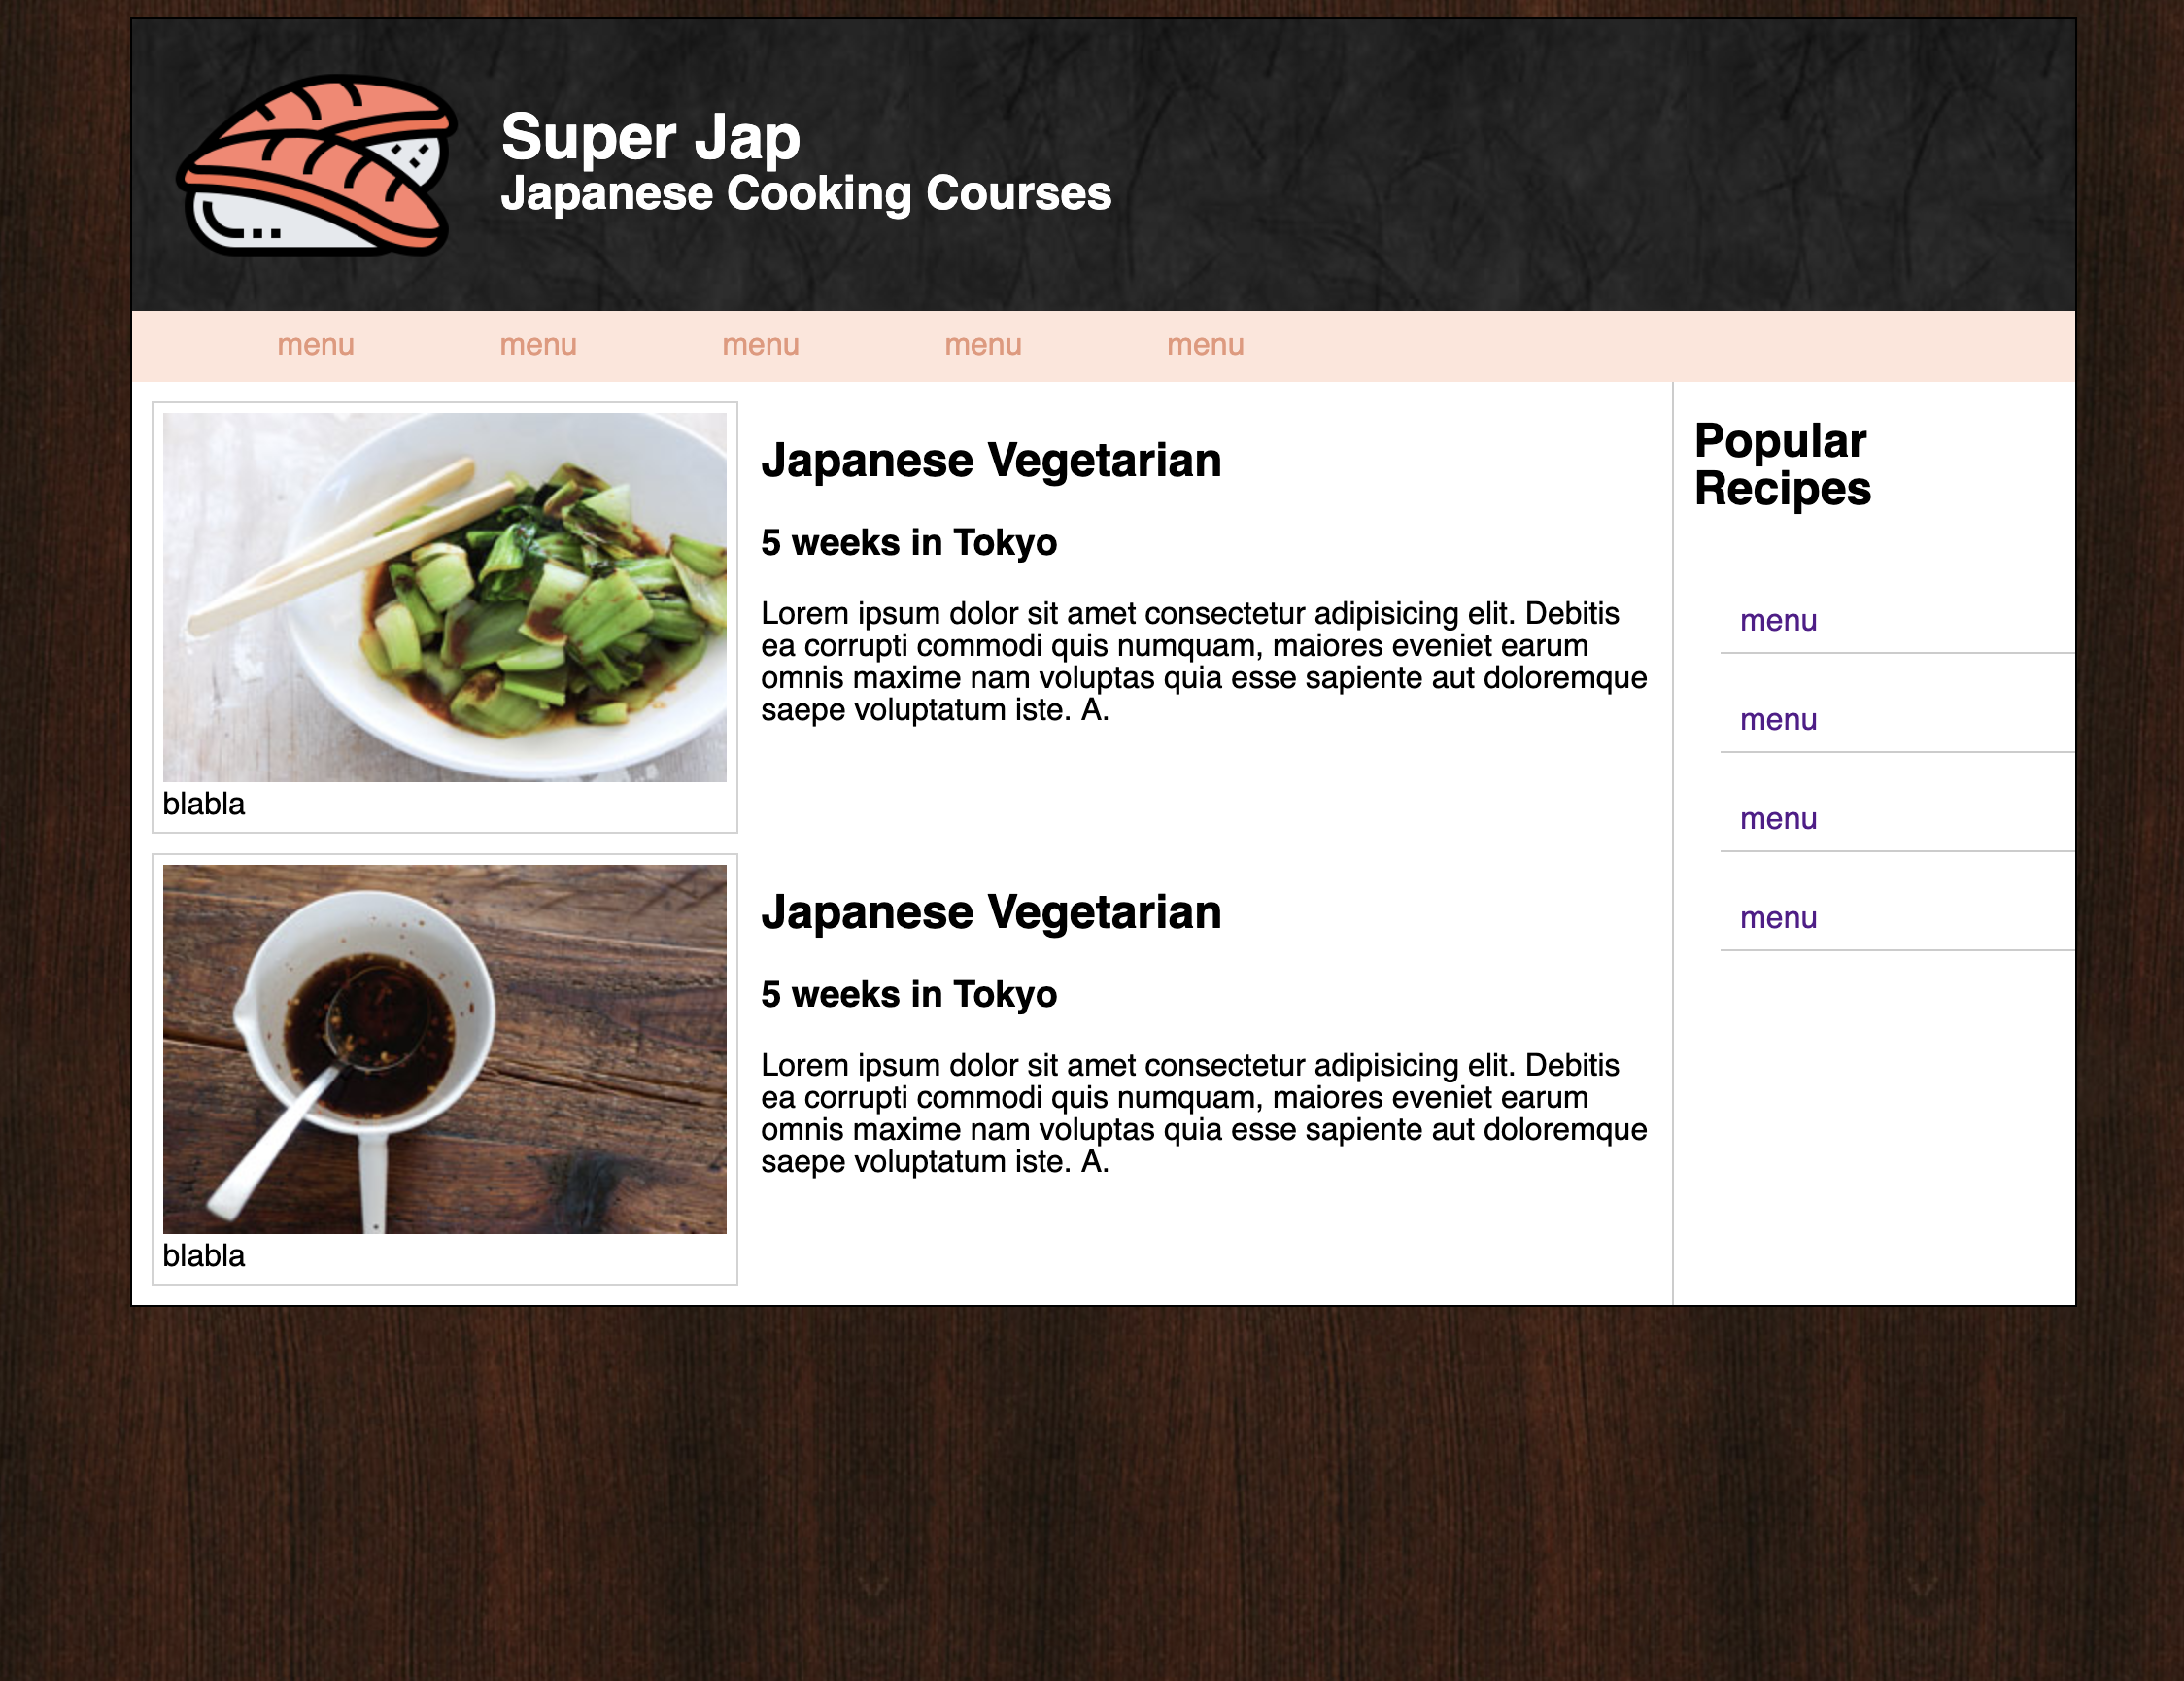 Super Jap
Japanese Cooking Courses
menu
menu
menu
menu
menu
blabla
Japanese Vegetarian
5 weeks in Tokyo
Lorem ipsum dolor sit amet consectetur adipisicing elit. Debitis
ea corrupti commodi quis numquam, maiores eveniet earum
omnis maxime nam voluptas quia esse sapiente aut doloremque
saepe voluptatum iste. A.
blabla
Japanese Vegetarian
5 weeks in Tokyo
Lorem ipsum dolor sit amet consectetur adipisicing elit. Debitis
ea corrupti commodi quis numquam, maiores eveniet earum
omnis maxime nam voluptas quia esse sapiente aut doloremque
saepe voluptatum iste. A.
Popular
Recipes
menu
menu
menu
menu